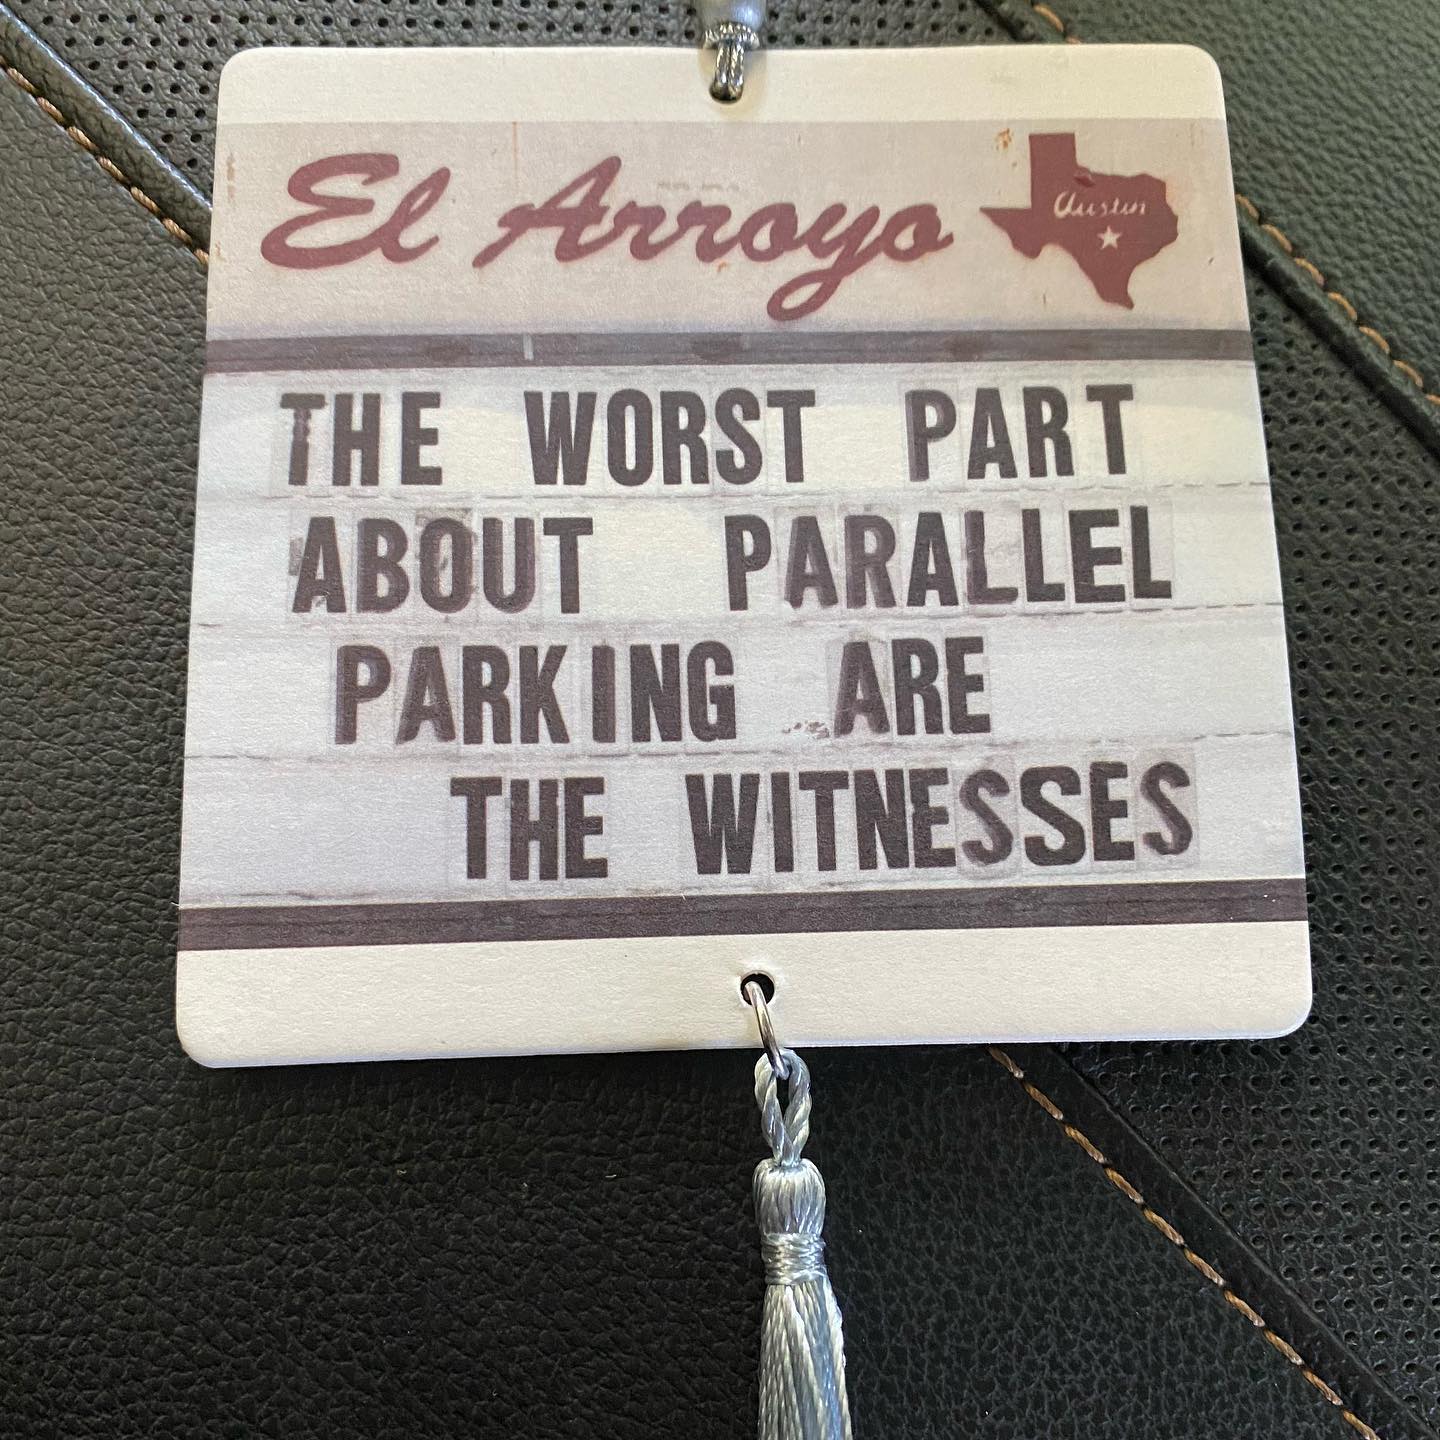 El Arroyo
Austin
THE WORST PART
ABOUT PARALLEL
PARKING ARE
THE WITNESSES